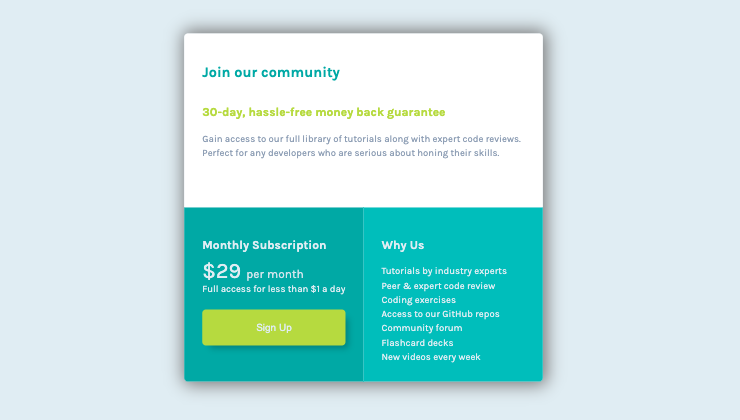 Join our community
30-day, hassle-free money back guarantee
Gain access to our full library of tutorials along with expert code reviews.
Perfect for any developers who are serious about honing their skills.
Monthly Subscription
$29 per month
Full access for less than $1 a day
Sign Up
Why Us
Tutorials by industry experts
Peer & expert code review
Coding exercises
Access to our GitHub repos
Community forum
Flashcard decks
New videos every week